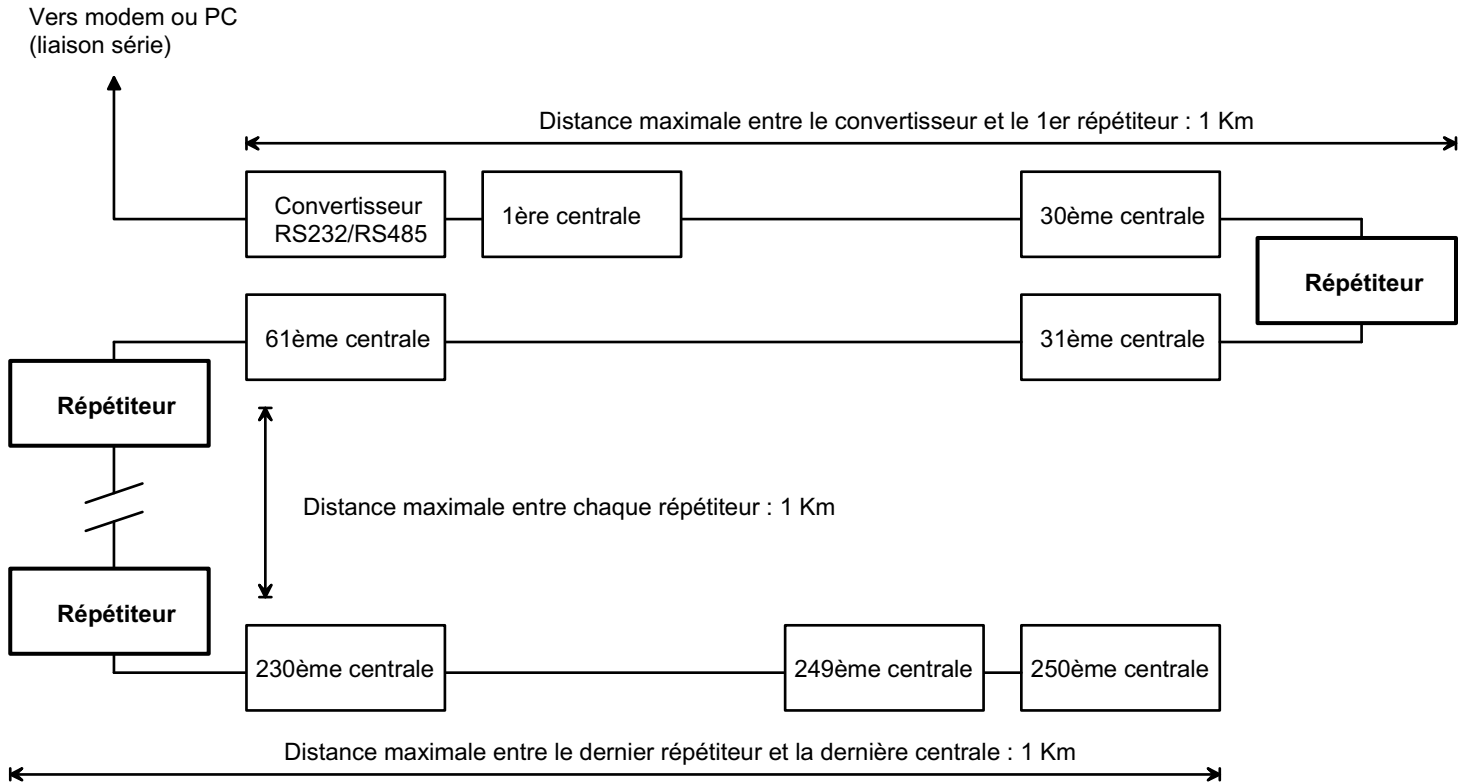 Vers modem ou PC
(liaison série)
Distance maximale entre le convertisseur et le 1er répétiteur : 1 Km
Convertisseur
RS232/RS485
1ère centrale
30ème centrale
Répétiteur
61ème centrale
31ème centrale
Répétiteur
Distance maximale entre chaque répétiteur : 1 Km
Répétiteur
230ème centrale
249ème centrale
250ème centrale
Distance maximale entre le dernier répétiteur et la dernière centrale : 1 Km